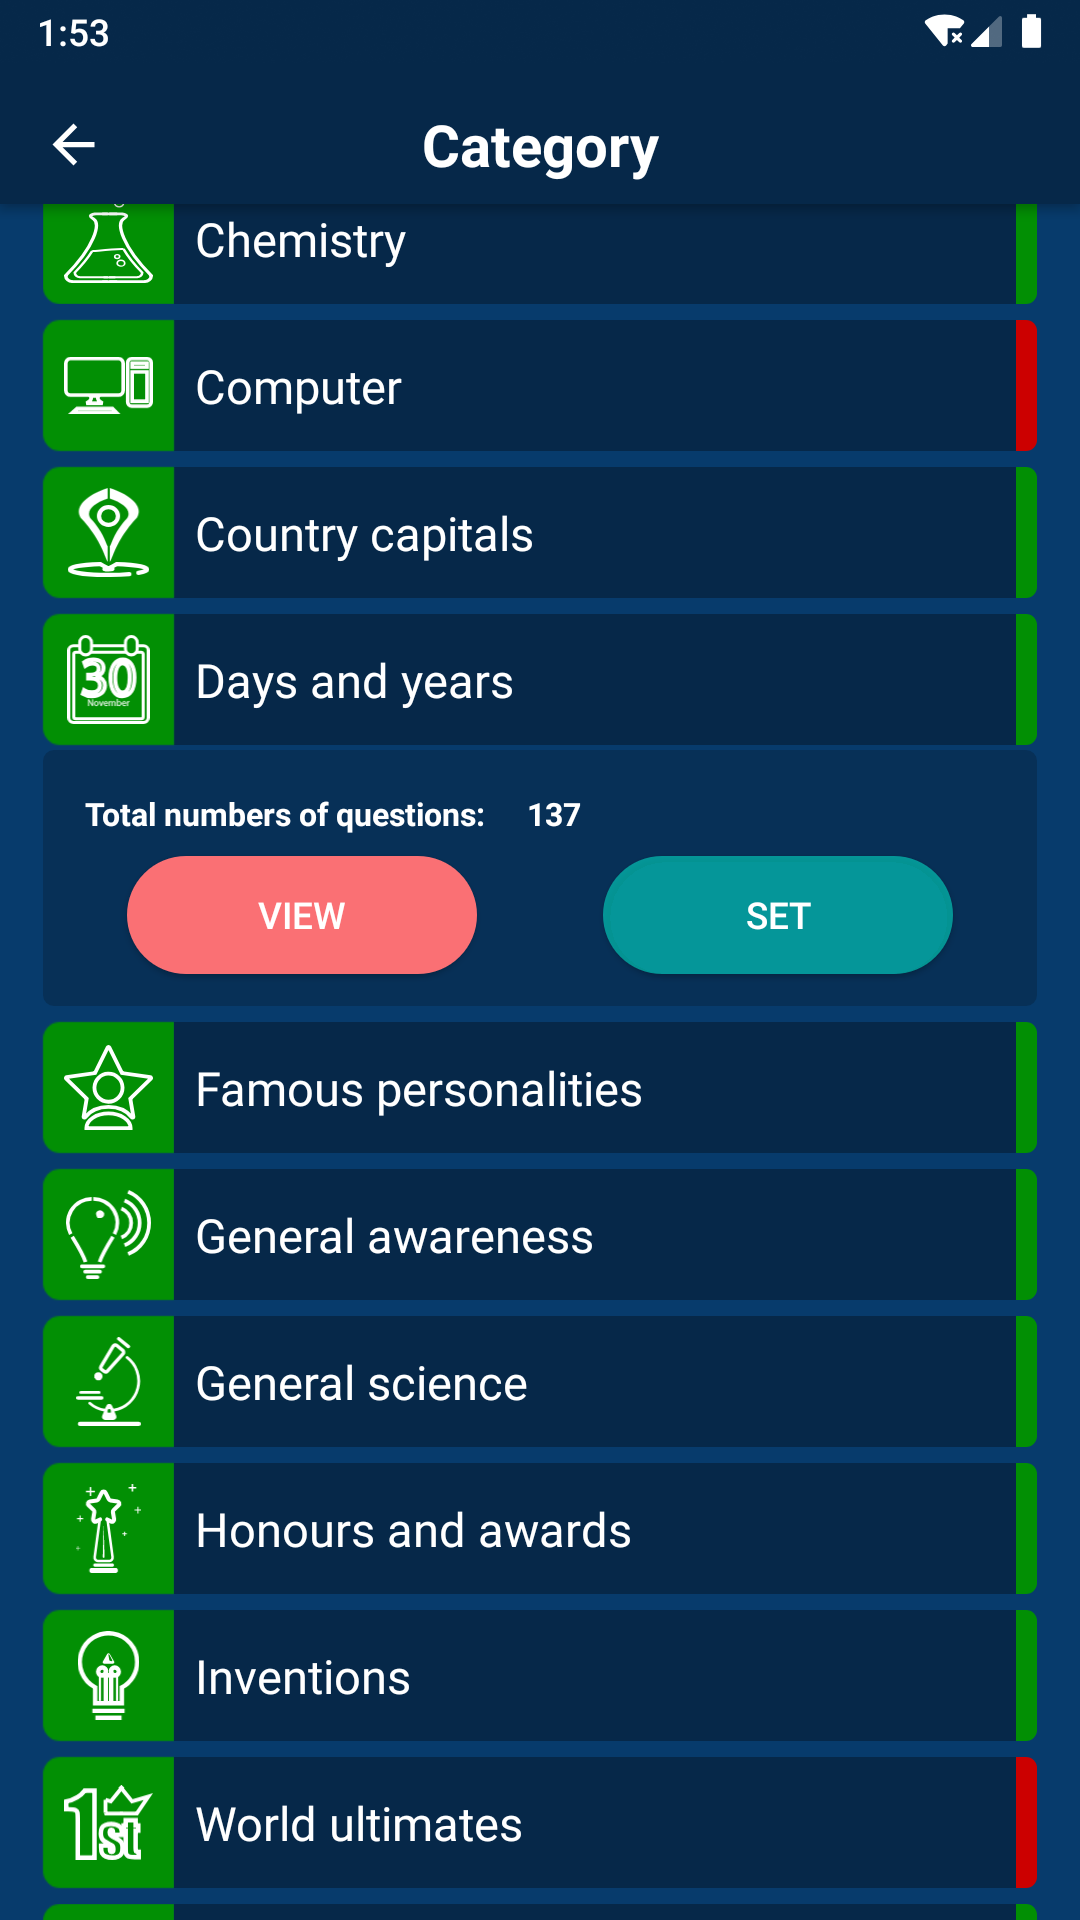 1:53
Category
Chemistry
Computer
Country capitals
30
November
Days and years
Total numbers of questions: 137
VIEW SET
Famous personalities
General awareness
General science
Honours and awards
Inventions
1st
World ultimates